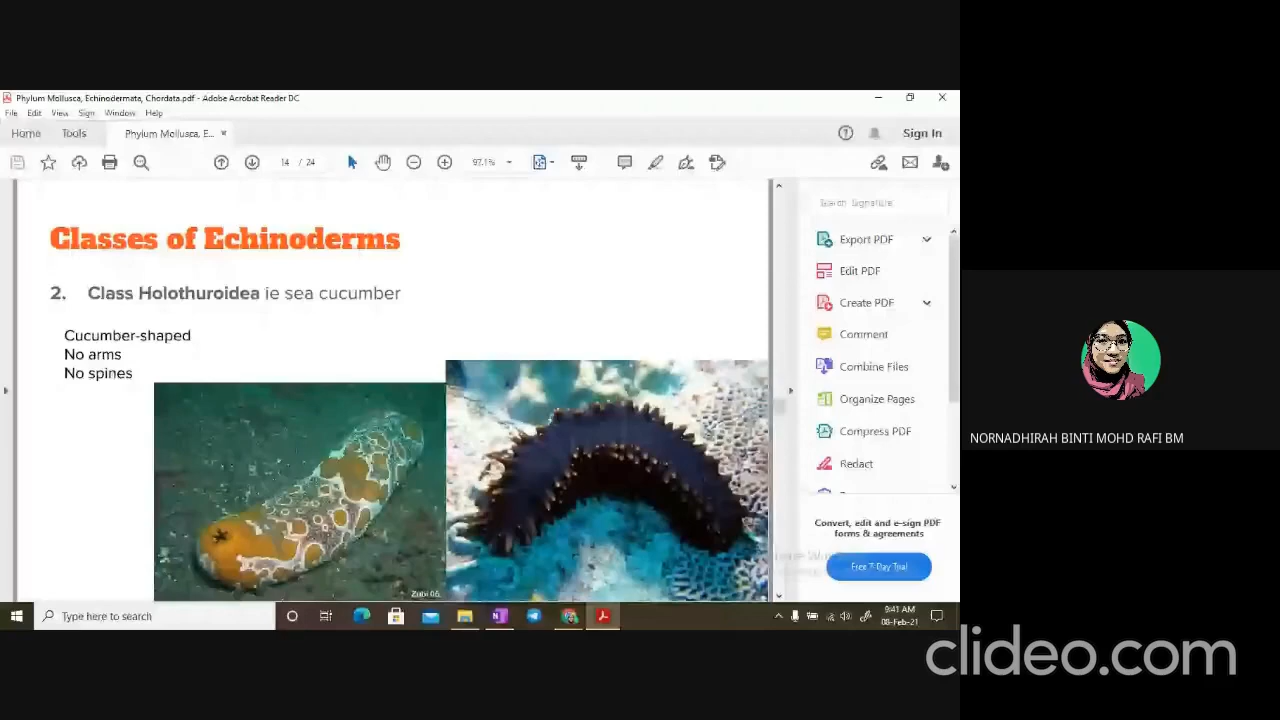 Phylum Mollusca, Echinodermata, Chordata.pdf - Adobe Acrobat Reader DC
File Edit View Sign Window Help
Home Tools Phylum Mollusca, E... × Sign In
14 / 24 97.1%
Search 'Signature'
Classes of Echinoderms
2. Class Holothuroidea ie sea cucumber
Cucumber-shaped
No arms
No spines
Export PDF
Edit PDF
Create PDF
Comment
Combine Files
Organize Pages
Compress PDF
Redact
Convert, edit and e-sign PDF
forms & agreements
Free 7-Day Trial
NORNADHIRAH BINTI MOHD RAFI BM
Type here to search
9:41 AM
08-Feb-21
clideo.com